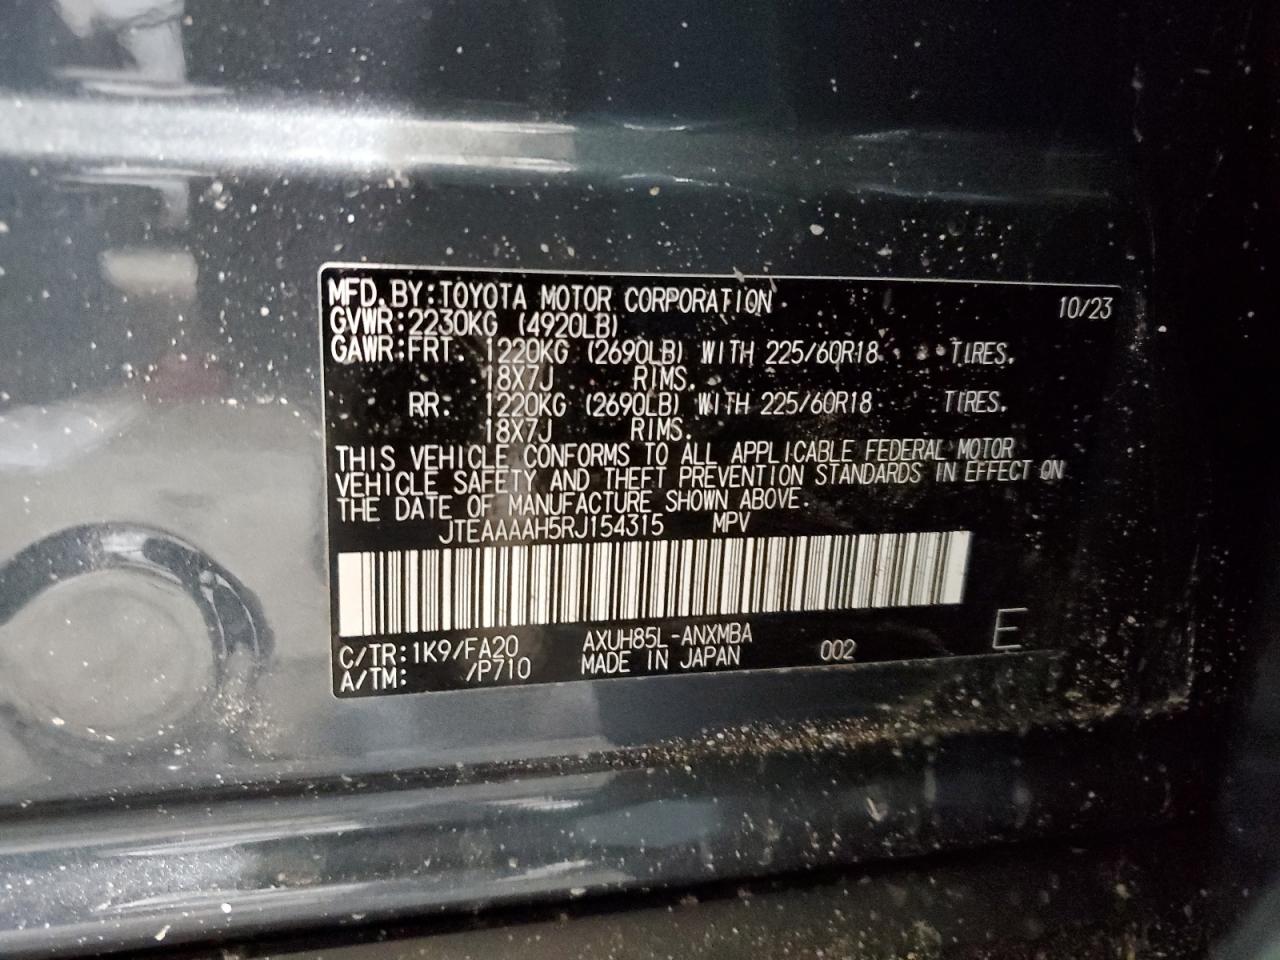 MFD. BY: TOYOTA MOTOR CORPORATION 10/23
GVWR: 2230KG (4920LB)
GAWR: FRT. 1220KG (2690LB) WITH 225/60R18 TIRES.
18X7J RIMS.
RR. 1220KG (2690LB) WITH 225/60R18 TIRES.
18X7J RIMS.
THIS VEHICLE CONFORMS TO ALL APPLICABLE FEDERAL MOTOR
VEHICLE SAFETY AND THEFT PREVENTION STANDARDS IN EFFECT ON
THE DATE OF MANUFACTURE SHOWN ABOVE.
JTEAAAAH5RJ154315 MPV
C/TR: 1K9/FA20 AXUH85L-ANXMBA 002 E
A/TM: /P710 MADE IN JAPAN